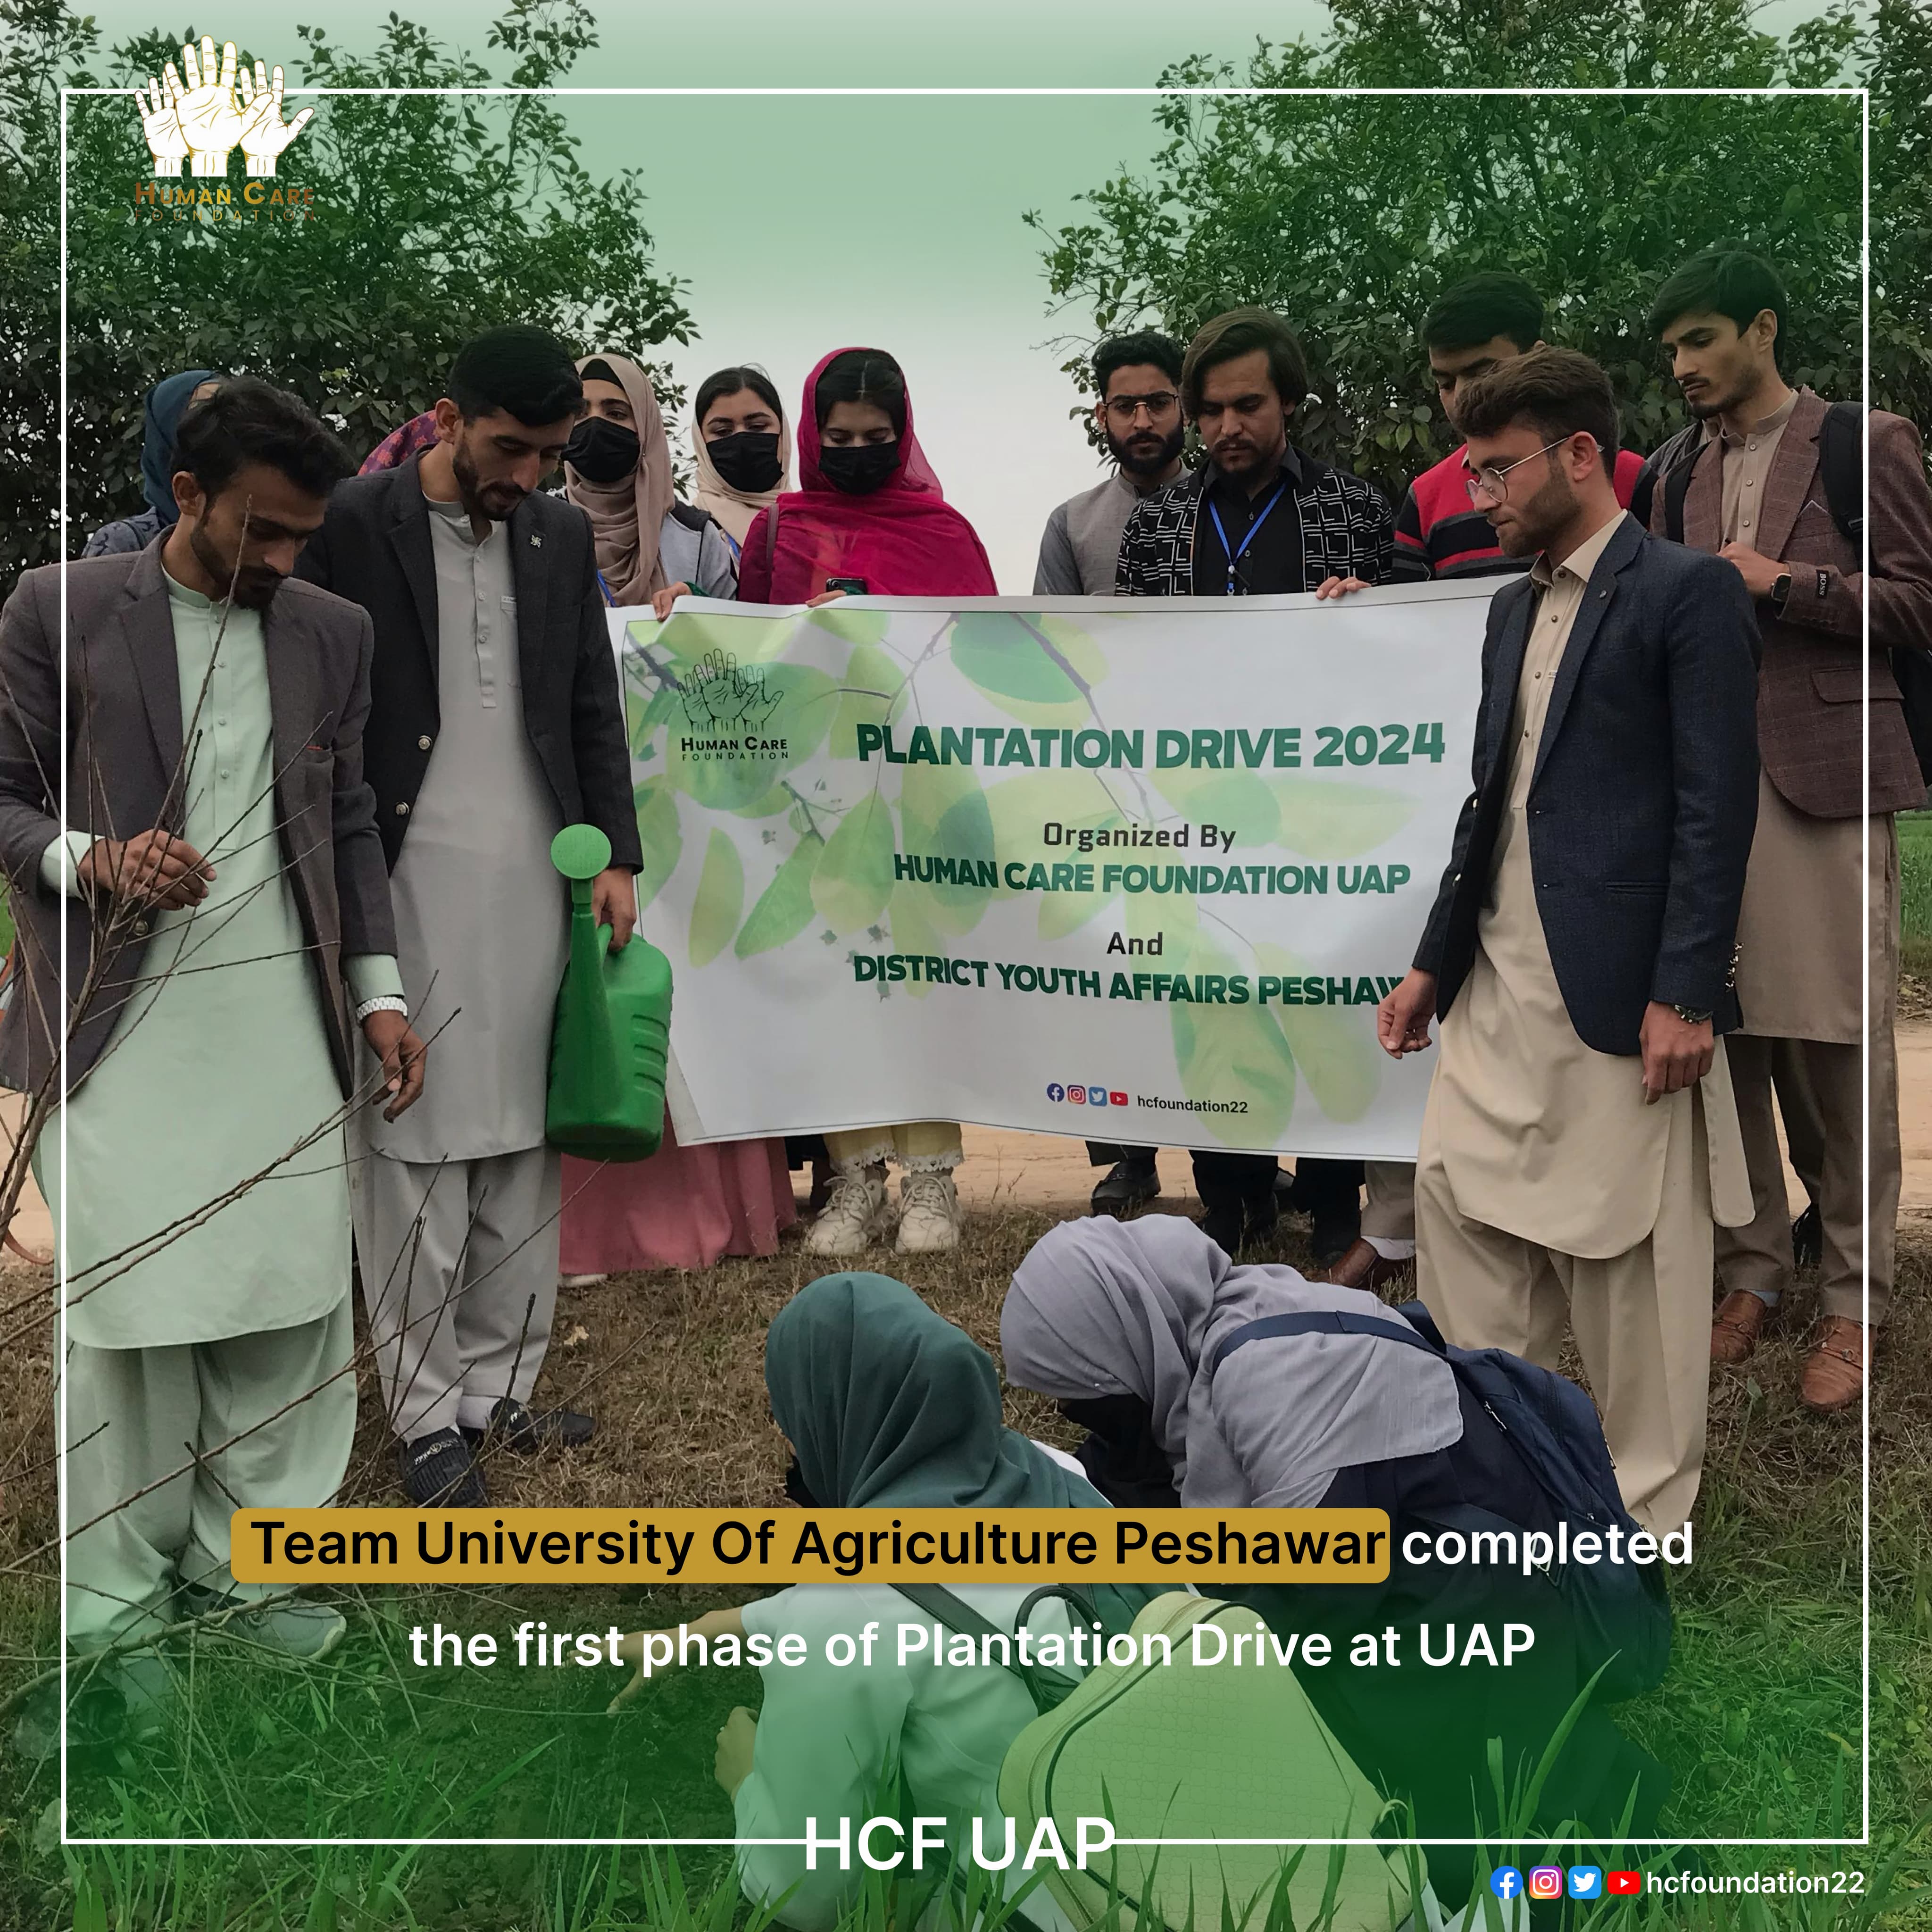 HUMAN CARE
FOUNDATION
HUMAN CARE
FOUNDATION
PLANTATION DRIVE 2024
Organized By
HUMAN CARE FOUNDATION UAP
And
DISTRICT YOUTH AFFAIRS
hcfoundation22
Team University Of Agriculture Peshawar completed
the first phase of Plantation Drive at UAP
HCF UAP
hcfoundation22